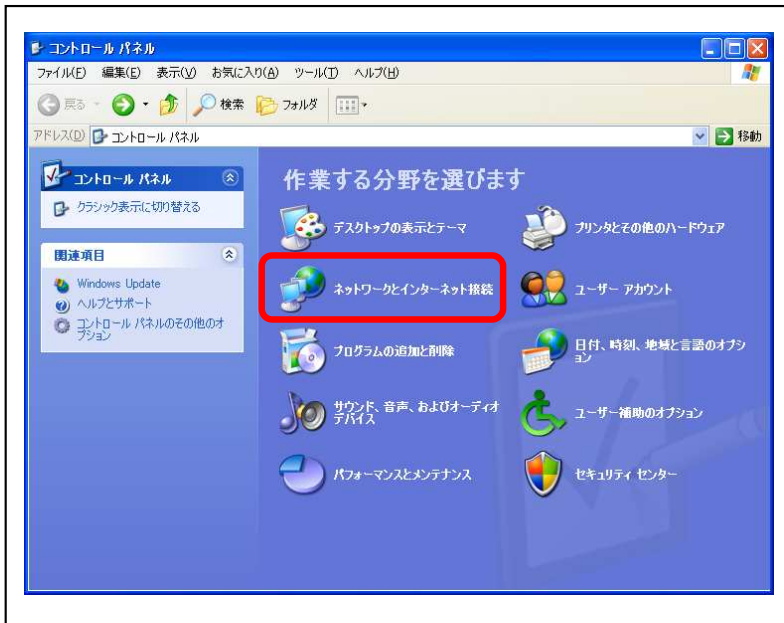 コントロール パネル
ファイル(F) 編集(E) 表示(V) お気に入り(A) ツール(T) ヘルプ(H)
戻る 検索 フォルダ
アドレス(D) コントロール パネル 移動
コントロール パネル
クラシック表示に切り替える
関連項目
Windows Update
ヘルプとサポート
コントロール パネルのその他のオ
プション
作業する分野を選びます
デスクトップの表示とテーマ
プリンタとその他のハードウェア
ネットワークとインターネット接続
ユーザー アカウント
プログラムの追加と削除
日付、時刻、地域と言語のオプシ
ョン
サウンド、音声、およびオーディオ
デバイス
ユーザー補助のオプション
パフォーマンスとメンテナンス
セキュリティ センター